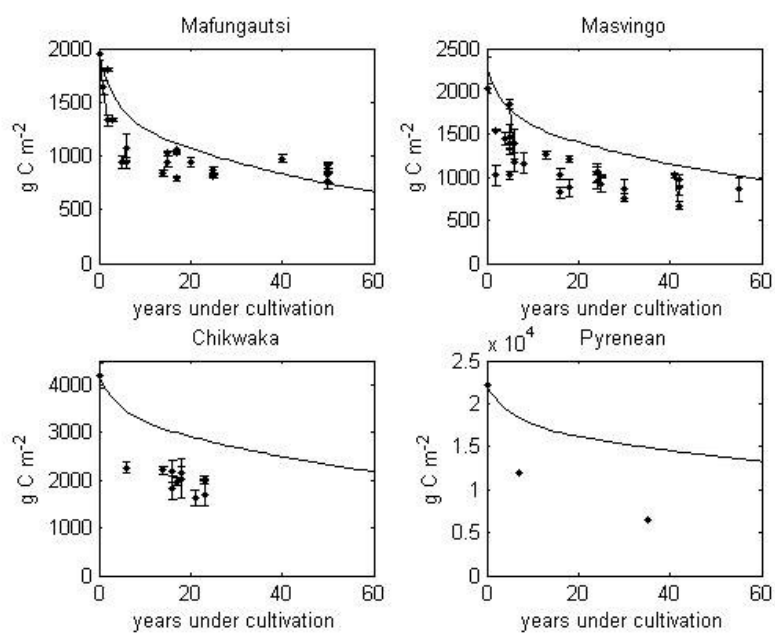 Mafungautsi
2000
1500
1000
500
0
g C m-2
0 20 40 60
years under cultivation
Masvingo
2500
2000
1500
1000
500
0
g C m-2
0 20 40 60
years under cultivation
Chikwaka
4000
3000
2000
1000
0
g C m-2
0 20 40 60
years under cultivation
x 10^4 Pyrenean
2.5
2
1.5
1
0.5
0
g C m-2
0 20 40 60
years under cultivation